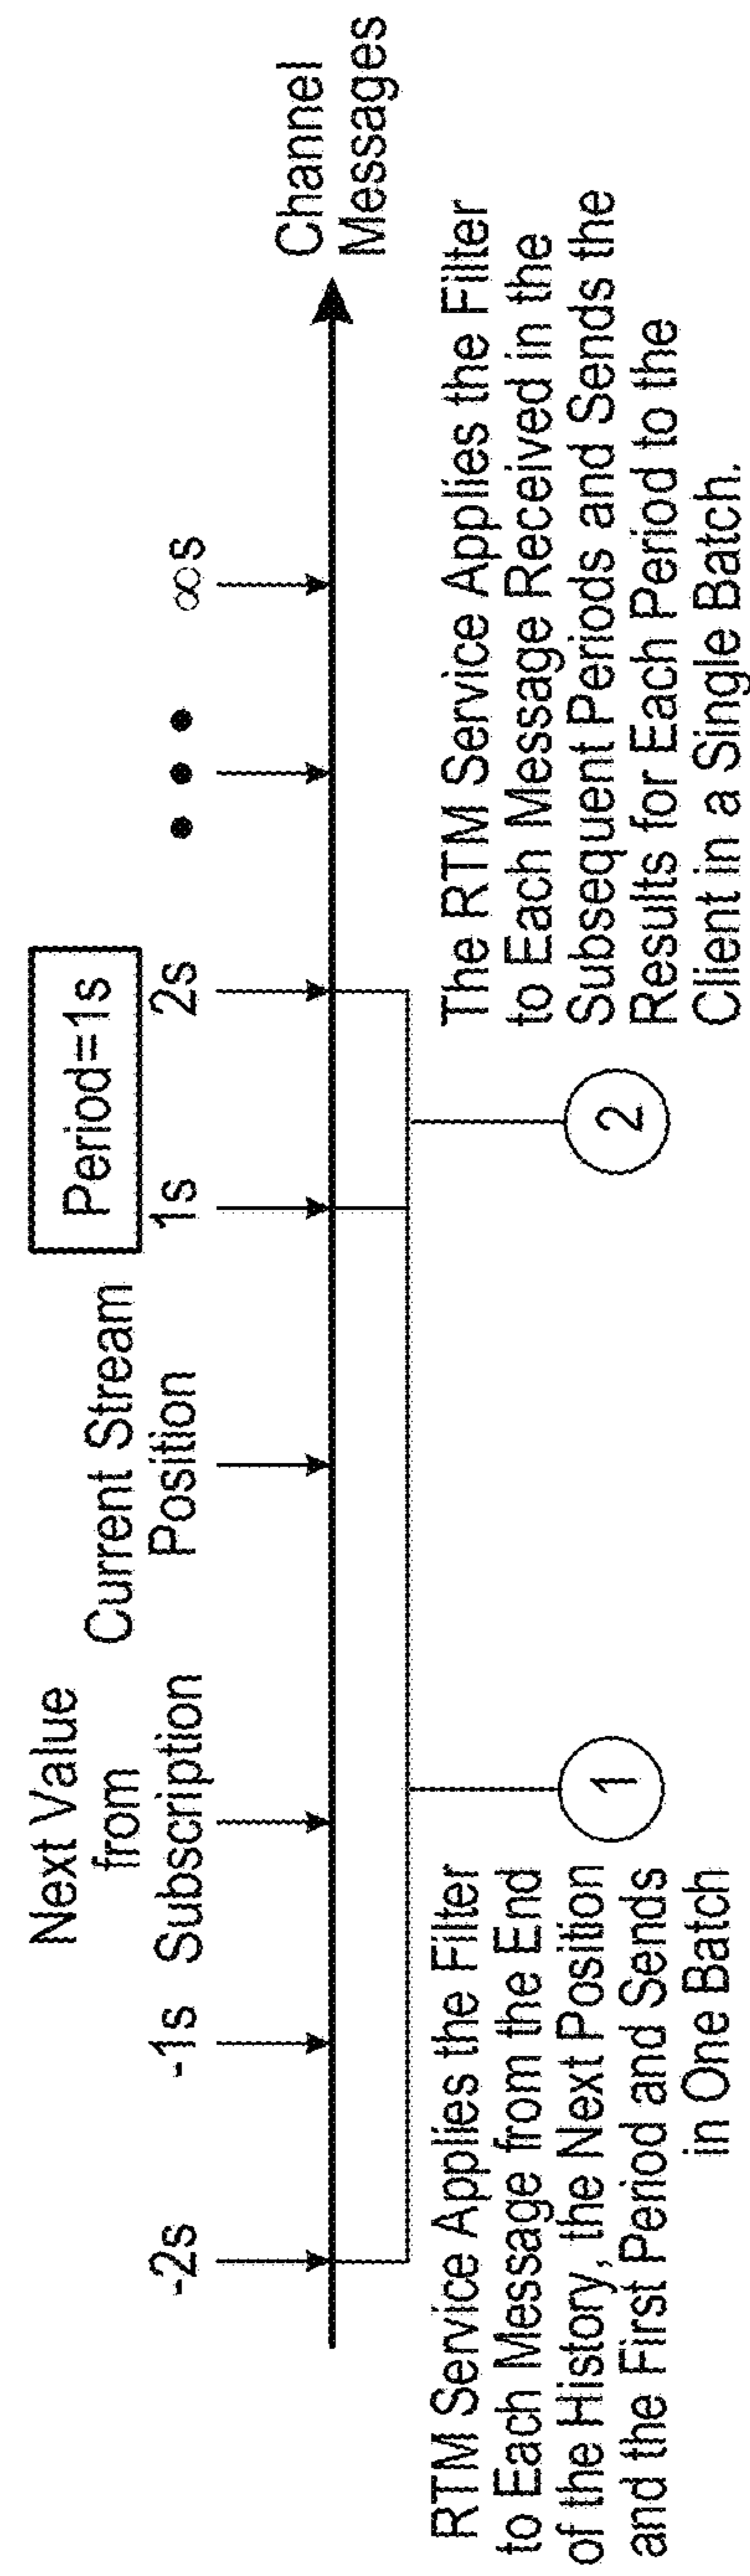 Period=1s
Next Value
from
Subscription
Current Stream
Position
-2s
-1s
1s
2s
∞s
Channel
Messages
1
RTM Service Applies the Filter
to Each Message from the End
of the History, the Next Position
and the First Period and Sends
in One Batch
2
The RTM Service Applies the Filter
to Each Message Received in the
Subsequent Periods and Sends the
Results for Each Period to the
Client in a Single Batch.